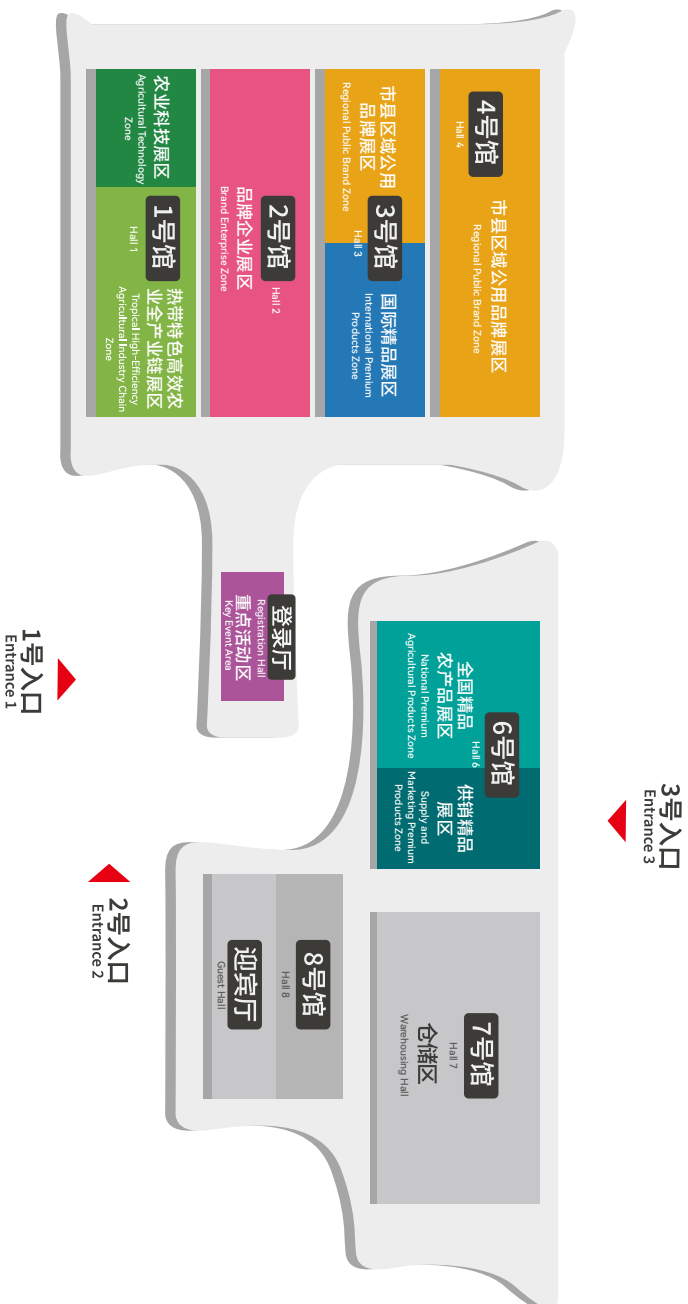 4号馆
Hall 4
市县区域公用品牌展区
Regional Public Brand Zone
市县区域公用
品牌展区
Regional Public Brand Zone
3号馆
Hall 3
国际精品展区
International Premium
Products Zone
2号馆
Hall 2
品牌企业展区
Brand Enterprise Zone
农业科技展区
Agricultural Technology
Zone
1号馆
Hall 1
热带特色高效农
业全产业链展区
Tropical High-Efficiency
Agricultural Industry Chain
Zone
登录厅
Registration Hall
重点活动区
Key Event Area
1号入口
Entrance 1
6号馆
Hall 6
全国精品
农产品展区
National Premium
Agricultural Products Zone
供销精品
展区
Supply and
Marketing Premium
Products Zone
3号入口
Entrance 3
2号入口
Entrance 2
8号馆
Hall 8
迎宾厅
Guest Hall
7号馆
Hall 7
仓储区
Warehousing Hall